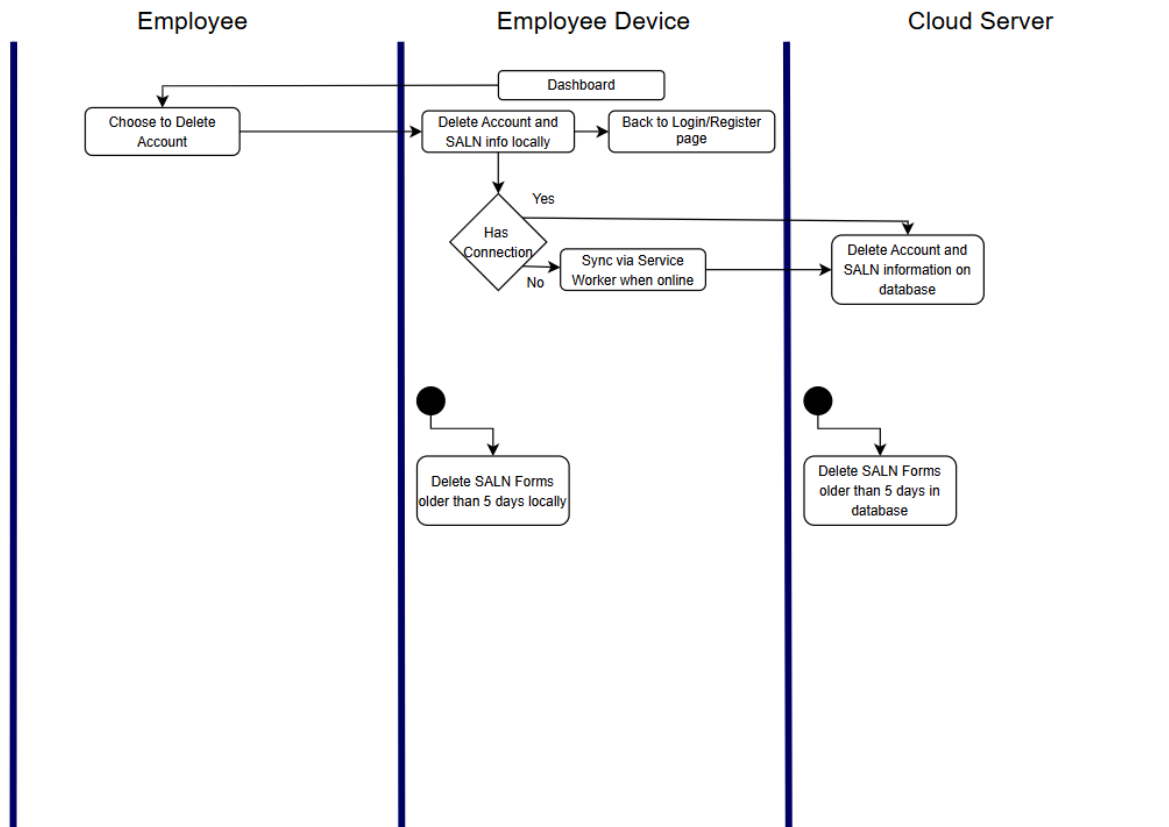 Employee
Employee Device
Cloud Server
Dashboard
Choose to Delete
Account
Delete Account and
SALN info locally
Back to Login/Register
page
Yes
Has
Connection
No
Sync via Service
Worker when online
Delete Account and
SALN information on
database
Delete SALN Forms
older than 5 days locally
Delete SALN Forms
older than 5 days in
database